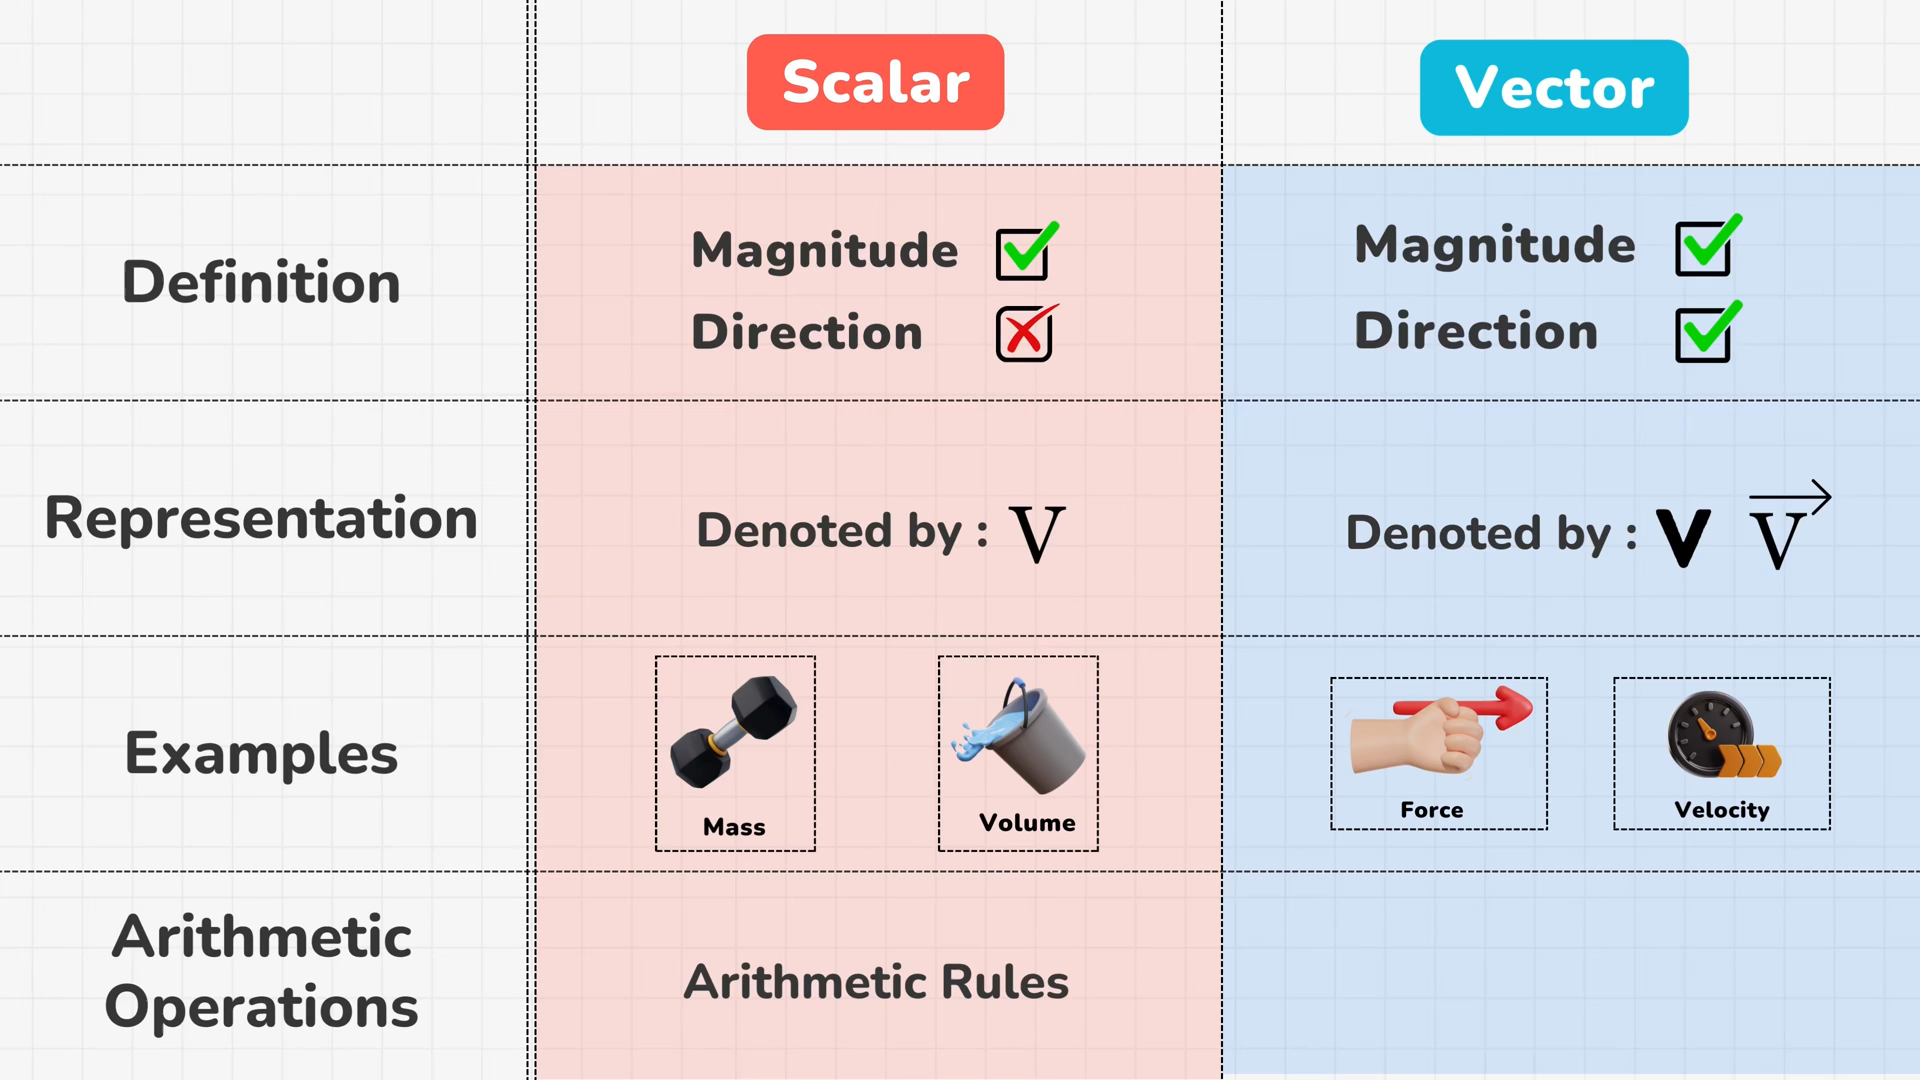 Scalar
Vector
Definition
Magnitude
Direction
Magnitude
Direction
Representation
Denoted by : V
Denoted by : V V⃗
Examples
Mass
Volume
Force
Velocity
Arithmetic
Operations
Arithmetic Rules